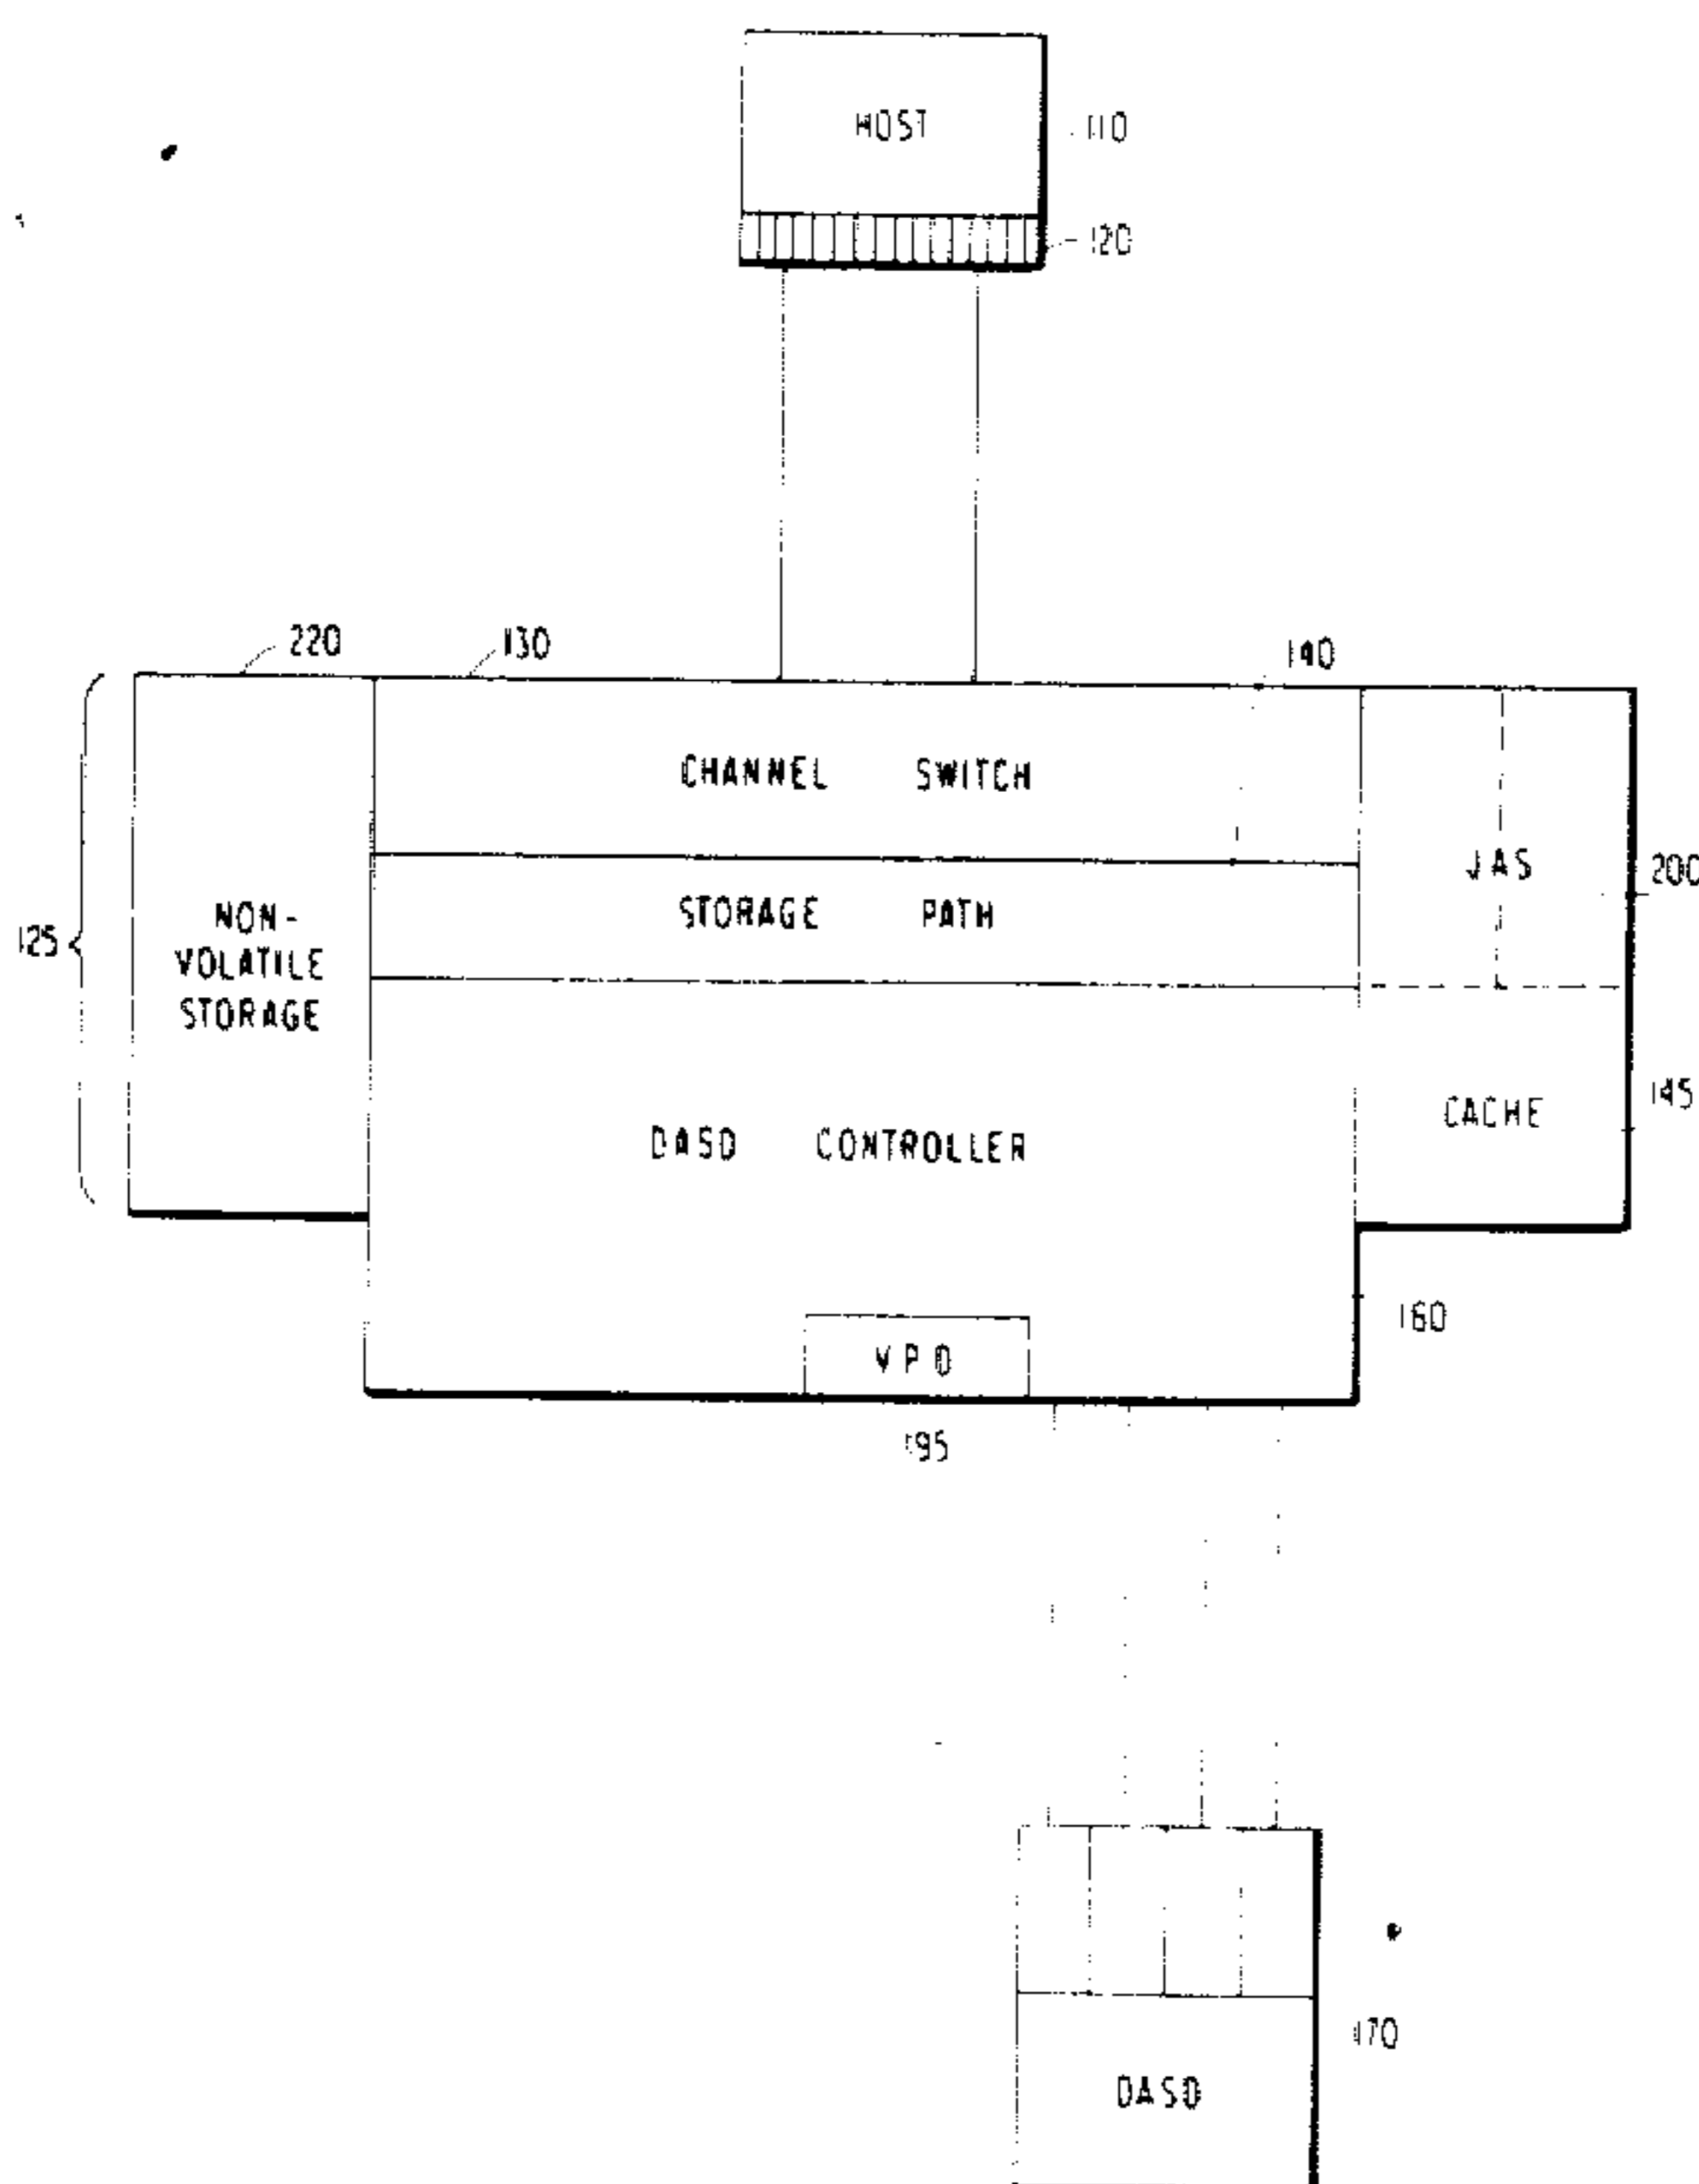 HOST
110
120
220
130
140
CHANNEL SWITCH
JAS
200
STORAGE PATH
125
NON-
VOLATILE
STORAGE
145
CACHE
DASD CONTROLLER
160
VPD
195
170
DASD